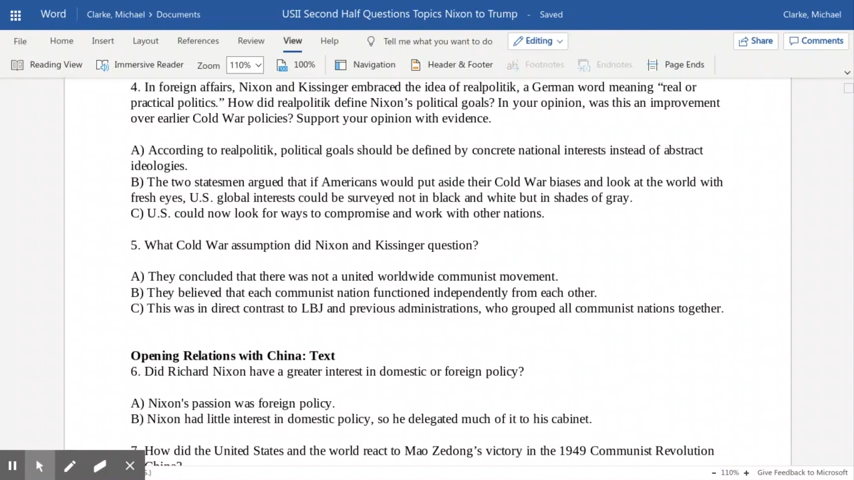 Word Clarke, Michael > Documents USII Second Half Questions Topics Nixon to Trump - Saved Clarke, Michael
File Home Insert Layout References Review View Help Tell me what you want to do Editing Share Comments
Reading View Immersive Reader Zoom 110% 100% Navigation Header & Footer Footnotes Endnotes Page Ends
4. In foreign affairs, Nixon and Kissinger embraced the idea of realpolitik, a German word meaning “real or
practical politics.” How did realpolitik define Nixon’s political goals? In your opinion, was this an improvement
over earlier Cold War policies? Support your opinion with evidence.
A) According to realpolitik, political goals should be defined by concrete national interests instead of abstract
ideologies.
B) The two statesmen argued that if Americans would put aside their Cold War biases and look at the world with
fresh eyes, U.S. global interests could be surveyed not in black and white but in shades of gray.
C) U.S. could now look for ways to compromise and work with other nations.
5. What Cold War assumption did Nixon and Kissinger question?
A) They concluded that there was not a united worldwide communist movement.
B) They believed that each communist nation functioned independently from each other.
C) This was in direct contrast to LBJ and previous administrations, who grouped all communist nations together.
Opening Relations with China: Text
6. Did Richard Nixon have a greater interest in domestic or foreign policy?
A) Nixon's passion was foreign policy.
B) Nixon had little interest in domestic policy, so he delegated much of it to his cabinet.
7. How did the United States and the world react to Mao Zedong’s victory in the 1949 Communist Revolution
China?
S.) 110% Give Feedback to Microsoft